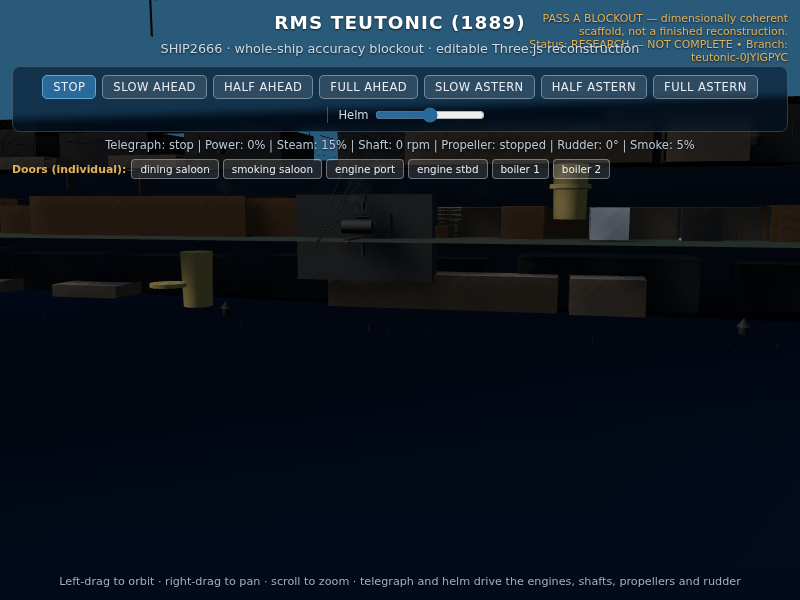 RMS TEUTONIC (1889)
PASS A BLOCKOUT — dimensionally coherent
scaffold, not a finished reconstruction.
Status: RESEARCH — NOT COMPLETE • Branch:
teutonic-0JYIGPYC
SHIP2666 · whole-ship accuracy blockout · editable Three.js reconstruction
STOP SLOW AHEAD HALF AHEAD FULL AHEAD SLOW ASTERN HALF ASTERN FULL ASTERN
Helm
Telegraph: stop | Power: 0% | Steam: 15% | Shaft: 0 rpm | Propeller: stopped | Rudder: 0° | Smoke: 5%
Doors (individual): dining saloon smoking saloon engine port engine stbd boiler 1 boiler 2
Left-drag to orbit · right-drag to pan · scroll to zoom · telegraph and helm drive the engines, shafts, propellers and rudder